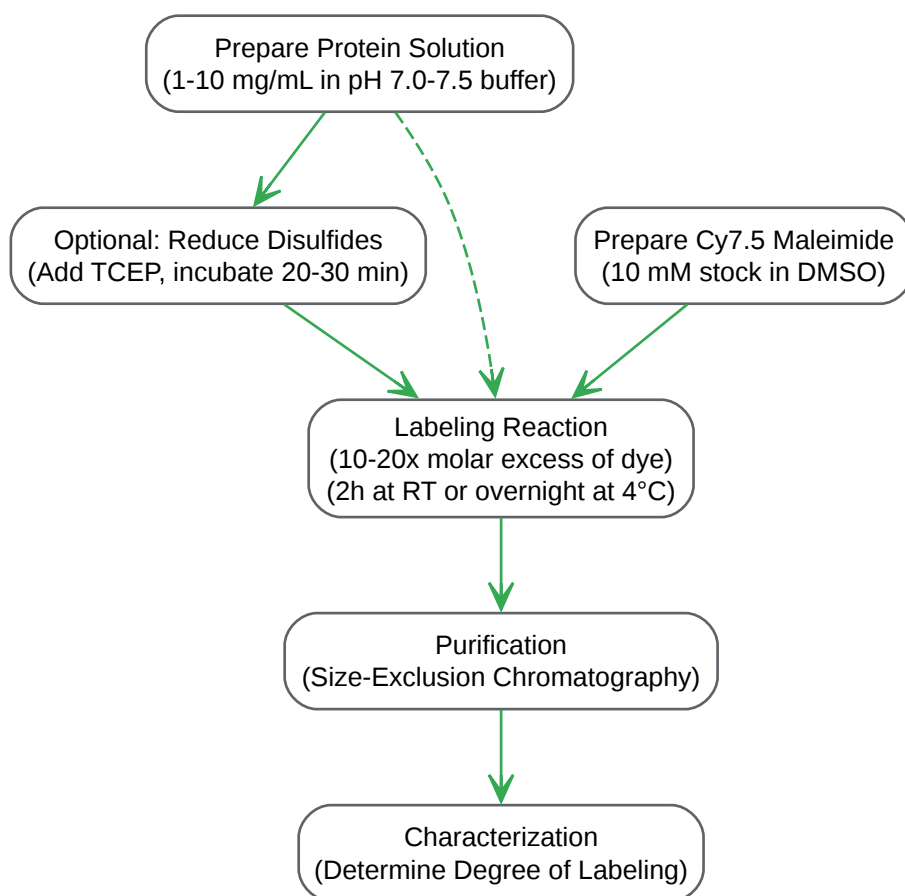 Prepare Protein Solution
(1-10 mg/mL in pH 7.0-7.5 buffer)
Optional: Reduce Disulfides
(Add TCEP, incubate 20-30 min)
Prepare Cy7.5 Maleimide
(10 mM stock in DMSO)
Labeling Reaction
(10-20x molar excess of dye)
(2h at RT or overnight at 4°C)
Purification
(Size-Exclusion Chromatography)
Characterization
(Determine Degree of Labeling)